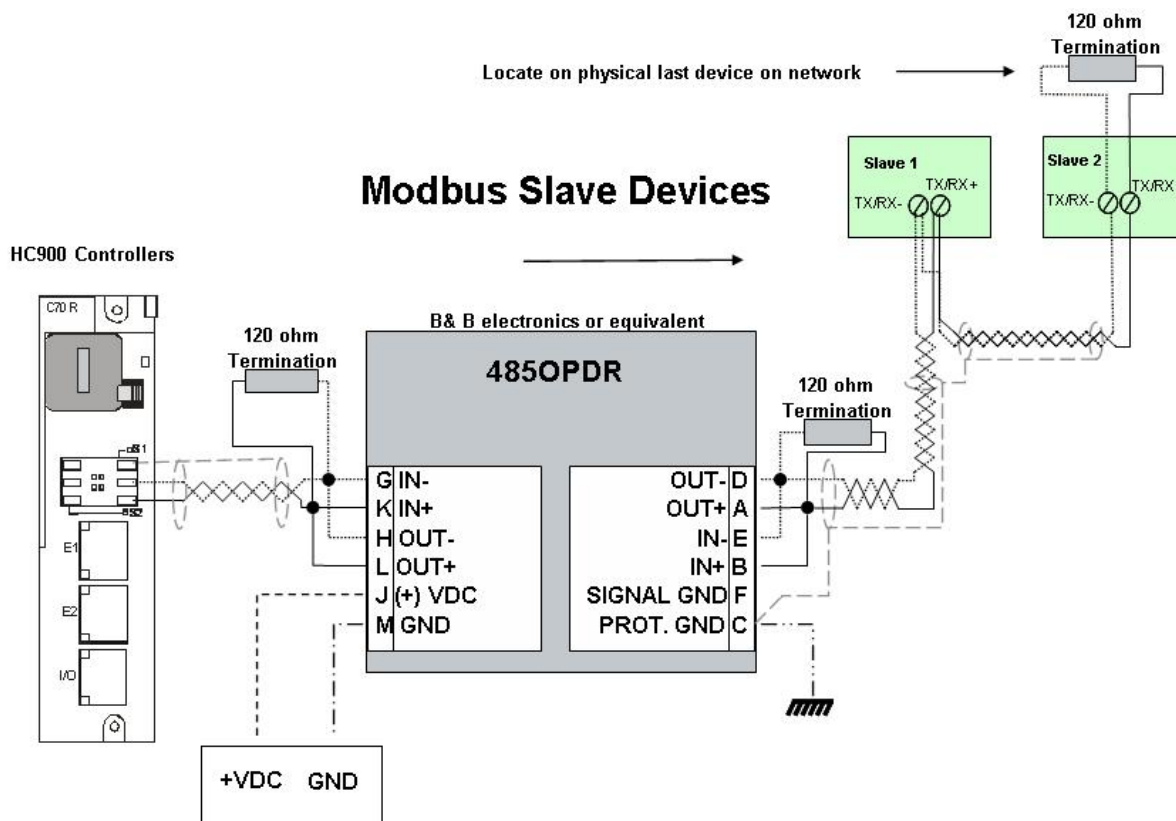 120 ohm
Termination
Locate on physical last device on network
Slave 1
TX/RX+
TX/RX-
Slave 2
TX/RX
TX/RX-
Modbus Slave Devices
HC900 Controllers
C70 R
B& B electronics or equivalent
120 ohm
Termination
485OPDR
120 ohm
Termination
S1
S2
E1
E2
I/O
G IN-
K IN+
H OUT-
L OUT+
J (+) VDC
M GND
OUT- D
OUT+ A
IN- E
IN+ B
SIGNAL GND F
PROT. GND C
+VDC GND